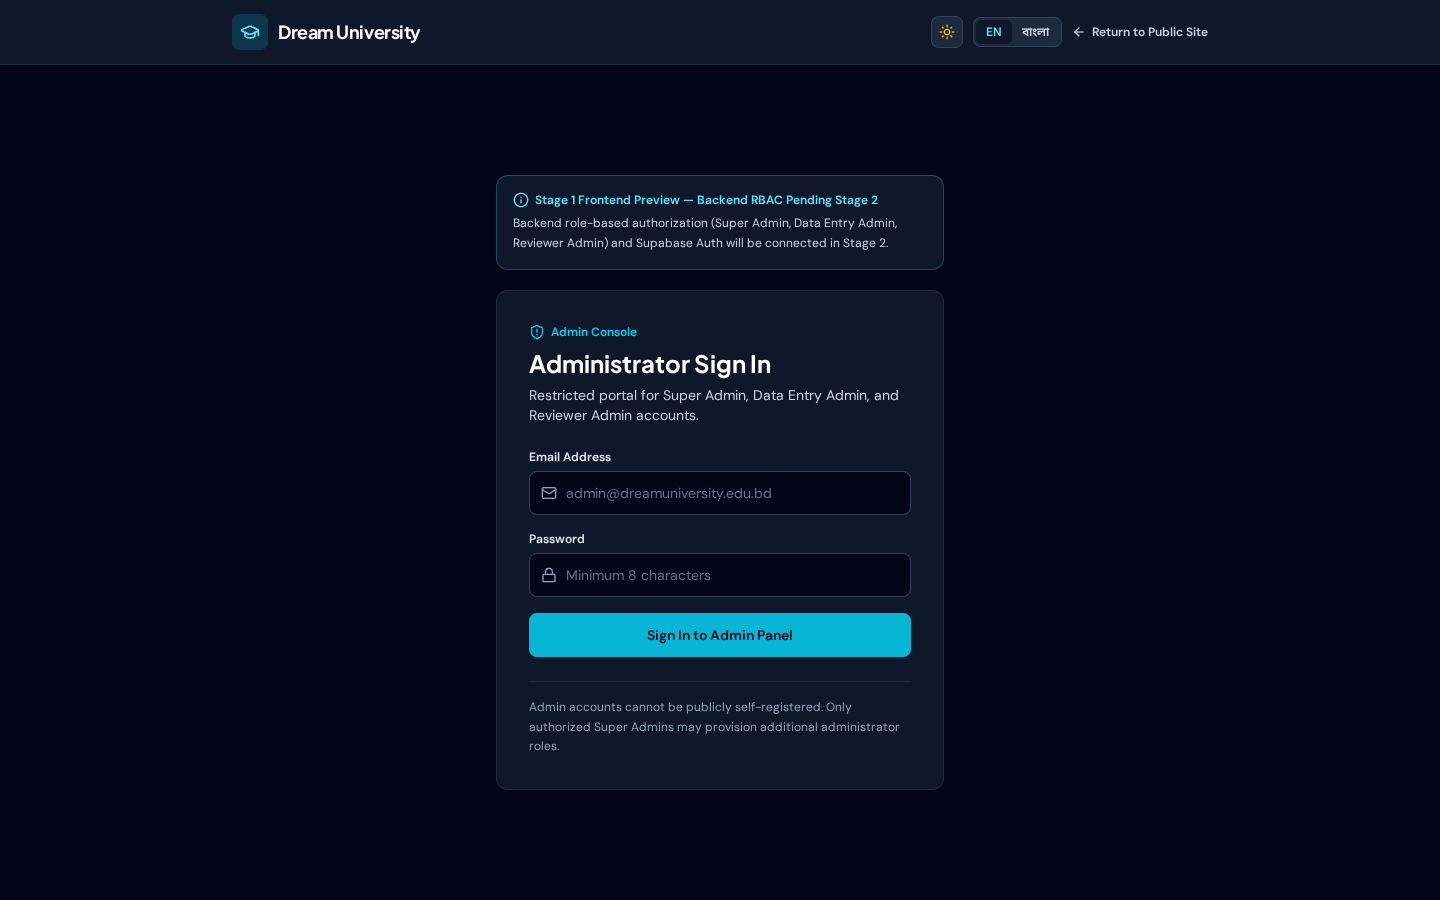 Dream University
EN
বাংলা
Return to Public Site
Stage 1 Frontend Preview — Backend RBAC Pending Stage 2
Backend role-based authorization (Super Admin, Data Entry Admin,
Reviewer Admin) and Supabase Auth will be connected in Stage 2.
Admin Console
Administrator Sign In
Restricted portal for Super Admin, Data Entry Admin, and
Reviewer Admin accounts.
Email Address
admin@dreamuniversity.edu.bd
Password
Minimum 8 characters
Sign In to Admin Panel
Admin accounts cannot be publicly self-registered. Only
authorized Super Admins may provision additional administrator
roles.